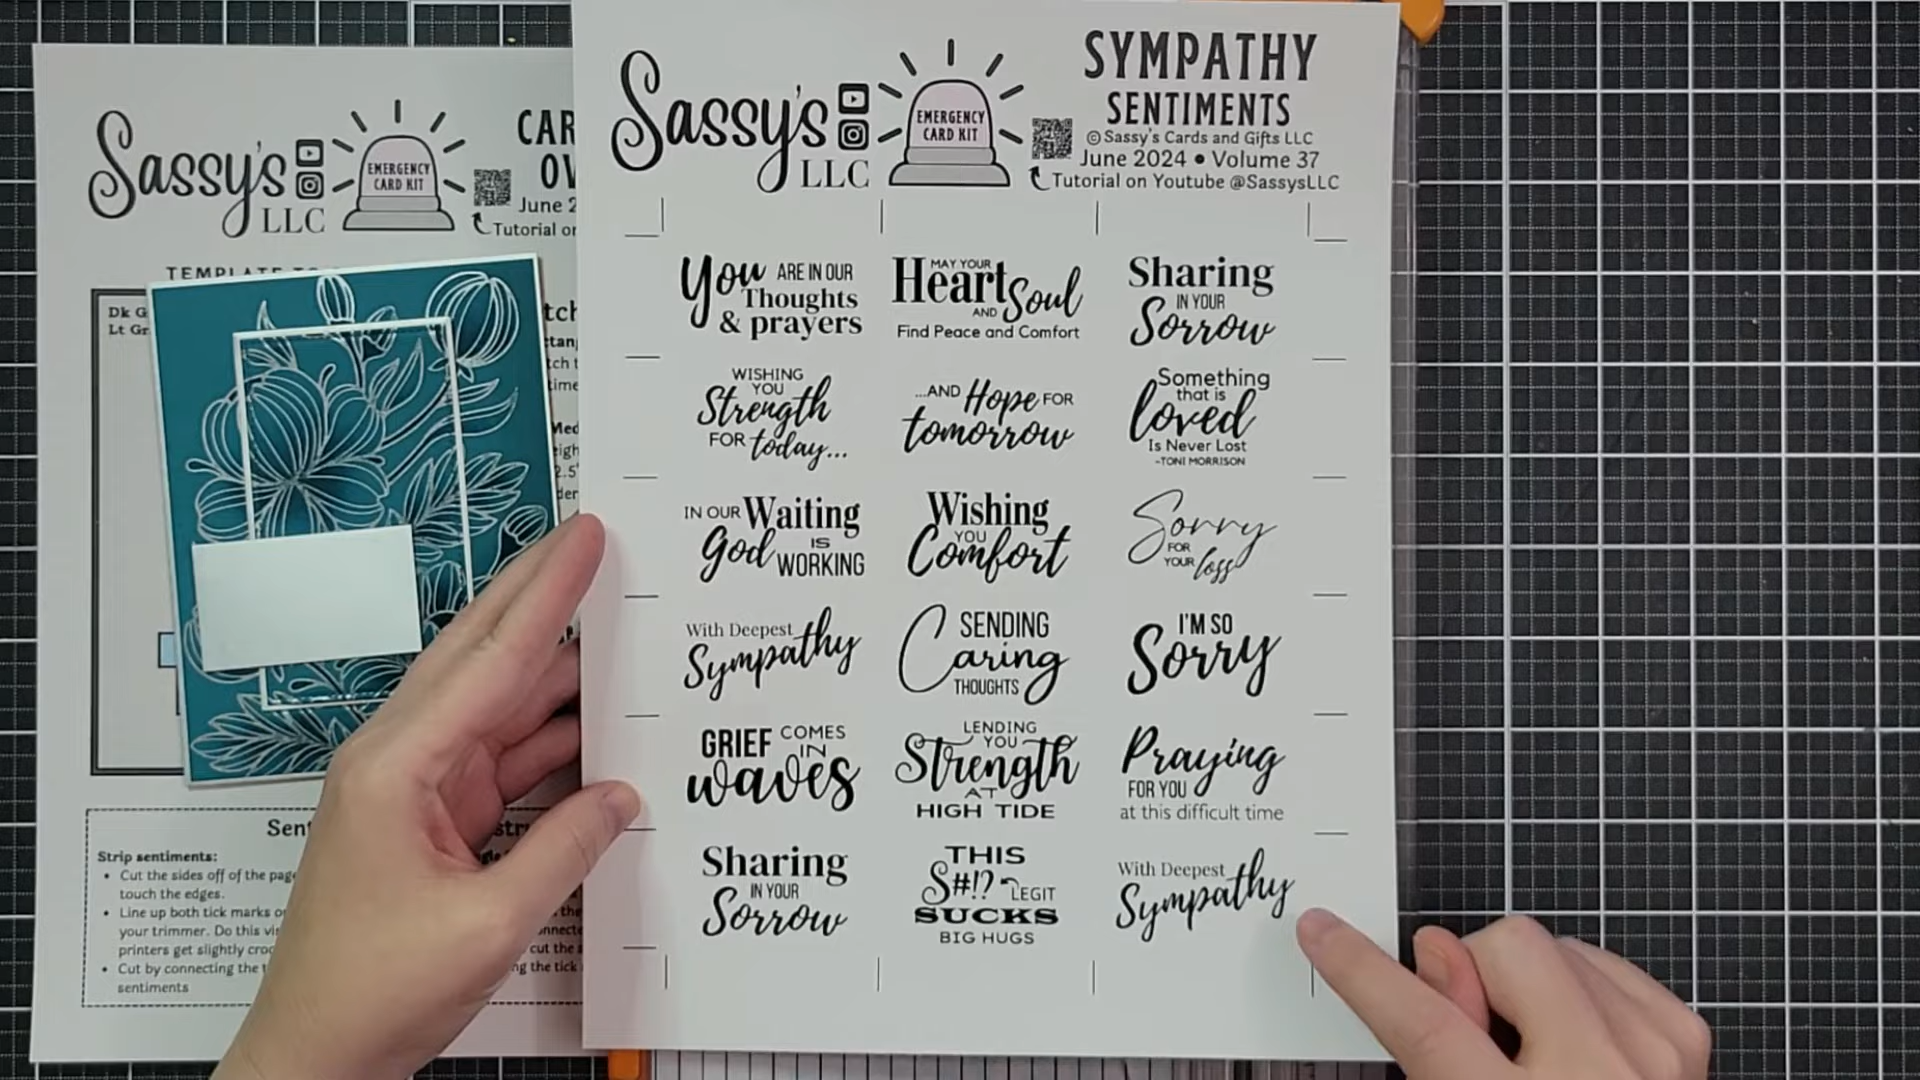 Sassy's
LLC
EMERGENCY
CARD KIT
SYMPATHY
SENTIMENTS
© Sassy's Cards and Gifts LLC
June 2024 • Volume 37
Tutorial on Youtube @SassysLLC
You ARE IN OUR
Thoughts
& prayers
MAY YOUR
Heart
AND Soul
Find Peace and Comfort
Sharing
IN YOUR
Sorrow
WISHING
YOU
Strength
FOR today...
...AND Hope FOR
tomorrow
Something
that is
loved
Is Never Lost
-TONI MORRISON
IN OUR Waiting
God IS
WORKING
Wishing
YOU
Comfort
Sorry
FOR
YOUR loss
With Deepest
Sympathy
SENDING
Caring
THOUGHTS
I'M SO
Sorry
GRIEF COMES
IN
waves
LENDING
YOU
Strength
AT
HIGH TIDE
Praying
FOR YOU
at this difficult time
Sharing
IN YOUR
Sorrow
THIS
S#!? LEGIT
SUCKS
BIG HUGS
With Deepest
Sympathy
Sassy's
LLC
EMERGENCY
CARD KIT
June
Tutorial
Dk
Strip sentiments:
• Cut the sides off of the
touch the edges.
• Line up both tick marks
your trimmer. Do this
printers get slightly
• Cut by connecting the
sentiments